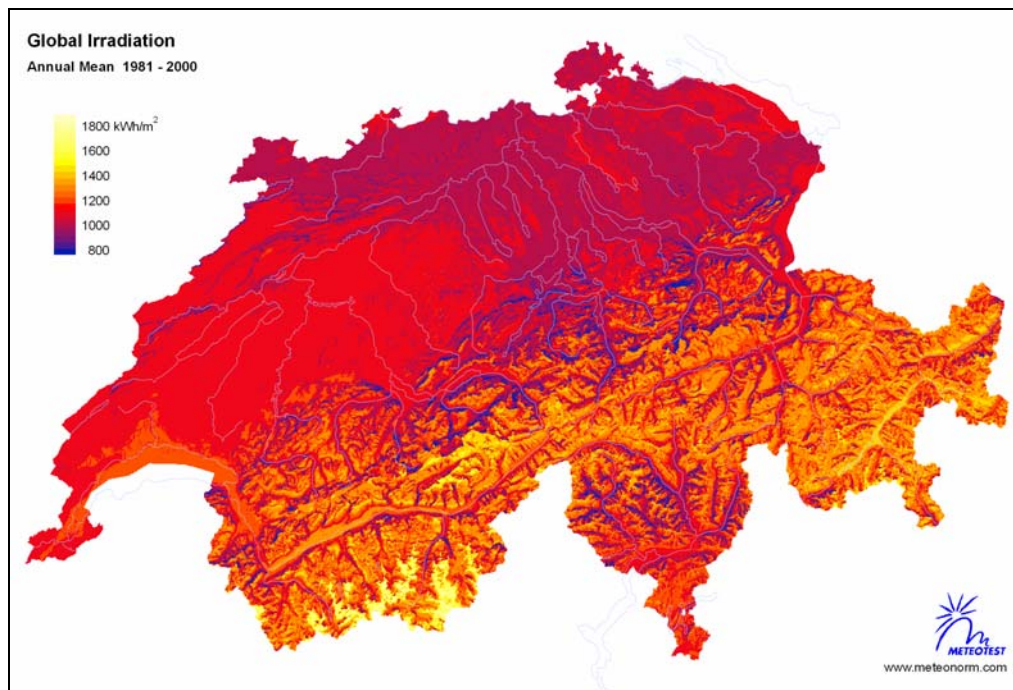 Global Irradiation
Annual Mean 1981 - 2000
1800 kWh/m²
1600
1400
1200
1000
800
METEOTEST
www.meteonorm.com